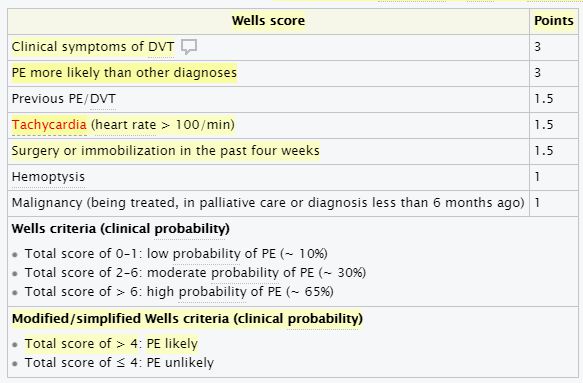 Wells score Points
Clinical symptoms of DVT 3
PE more likely than other diagnoses 3
Previous PE/DVT 1.5
Tachycardia (heart rate > 100/min) 1.5
Surgery or immobilization in the past four weeks 1.5
Hemoptysis 1
Malignancy (being treated, in palliative care or diagnosis less than 6 months ago) 1
Wells criteria (clinical probability)
• Total score of 0–1: low probability of PE (~ 10%)
• Total score of 2–6: moderate probability of PE (~ 30%)
• Total score of > 6: high probability of PE (~ 65%)
Modified/simplified Wells criteria (clinical probability)
• Total score of > 4: PE likely
• Total score of ≤ 4: PE unlikely